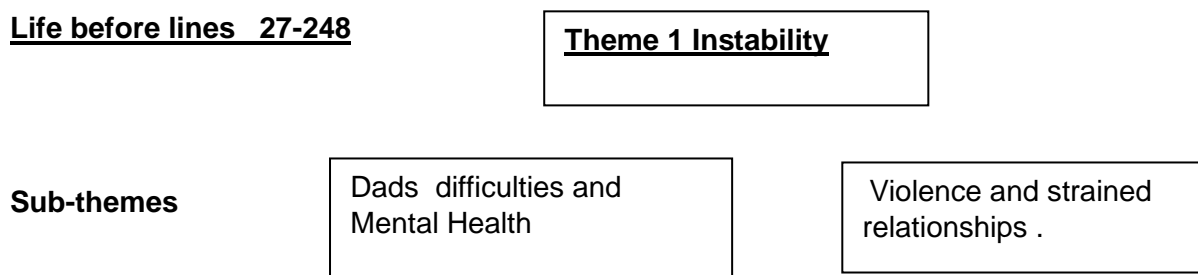 Life before lines 27-248
Theme 1 Instability
Sub-themes
Dads difficulties and
Mental Health
Violence and strained
relationships .